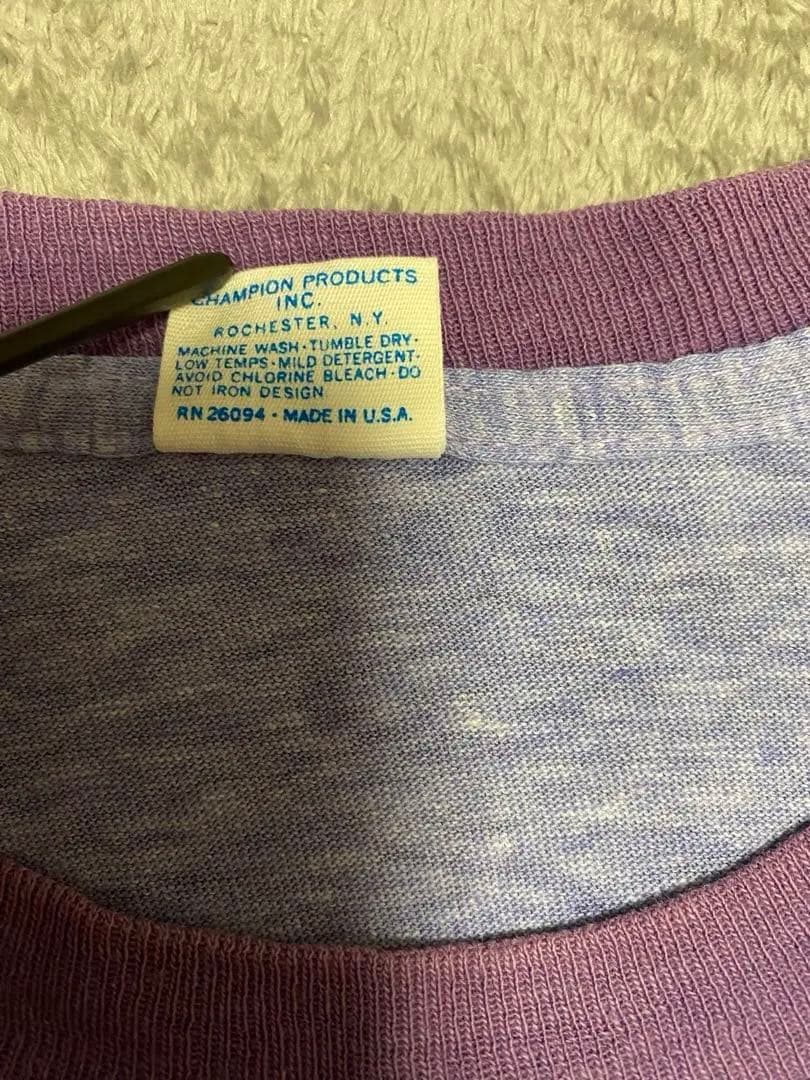 CHAMPION PRODUCTS
INC.
ROCHESTER, N.Y.
MACHINE WASH·TUMBLE DRY·
LOW TEMPS·MILD DETERGENT·
AVOID CHLORINE BLEACH·DO
NOT IRON DESIGN
RN 26094 · MADE IN U.S.A.